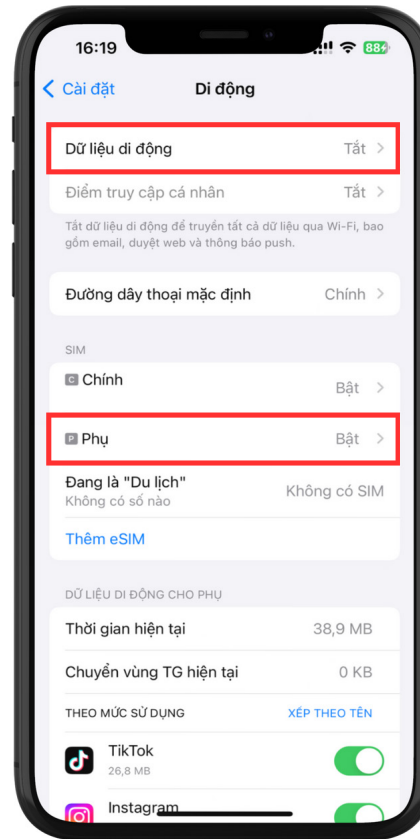 16:19
88
Cài đặt
Di động
Dữ liệu di động Tắt
Điểm truy cập cá nhân Tắt
Tắt dữ liệu di động để truyền tất cả dữ liệu qua Wi-Fi, bao
gồm email, duyệt web và thông báo push.
Đường dây thoại mặc định Chính
SIM
C Chính Bật
P Phụ Bật
Đang là "Du lịch" Không có SIM
Không có số nào
Thêm eSIM
DỮ LIỆU DI ĐỘNG CHO PHỤ
Thời gian hiện tại 38,9 MB
Chuyển vùng TG hiện tại 0 KB
THEO MỨC SỬ DỤNG XẾP THEO TÊN
TikTok
26,8 MB
Instagram